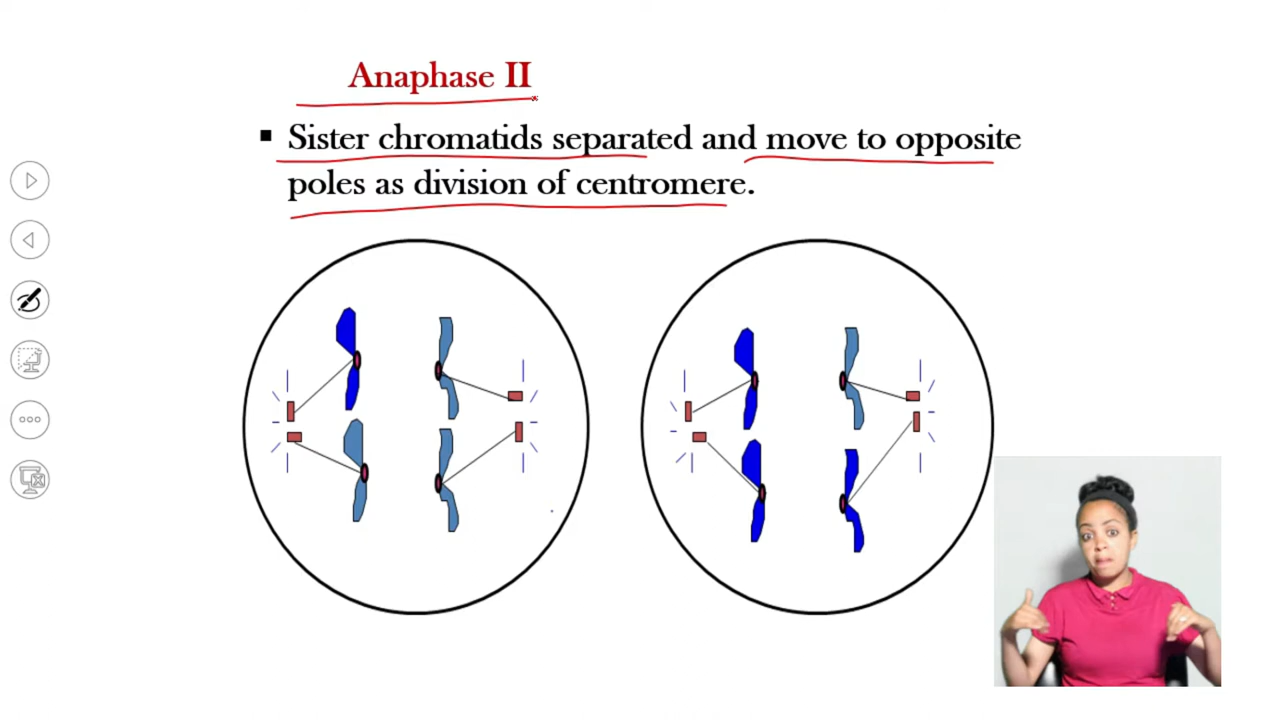 Anaphase II
▪ Sister chromatids separated and move to opposite
poles as division of centromere.